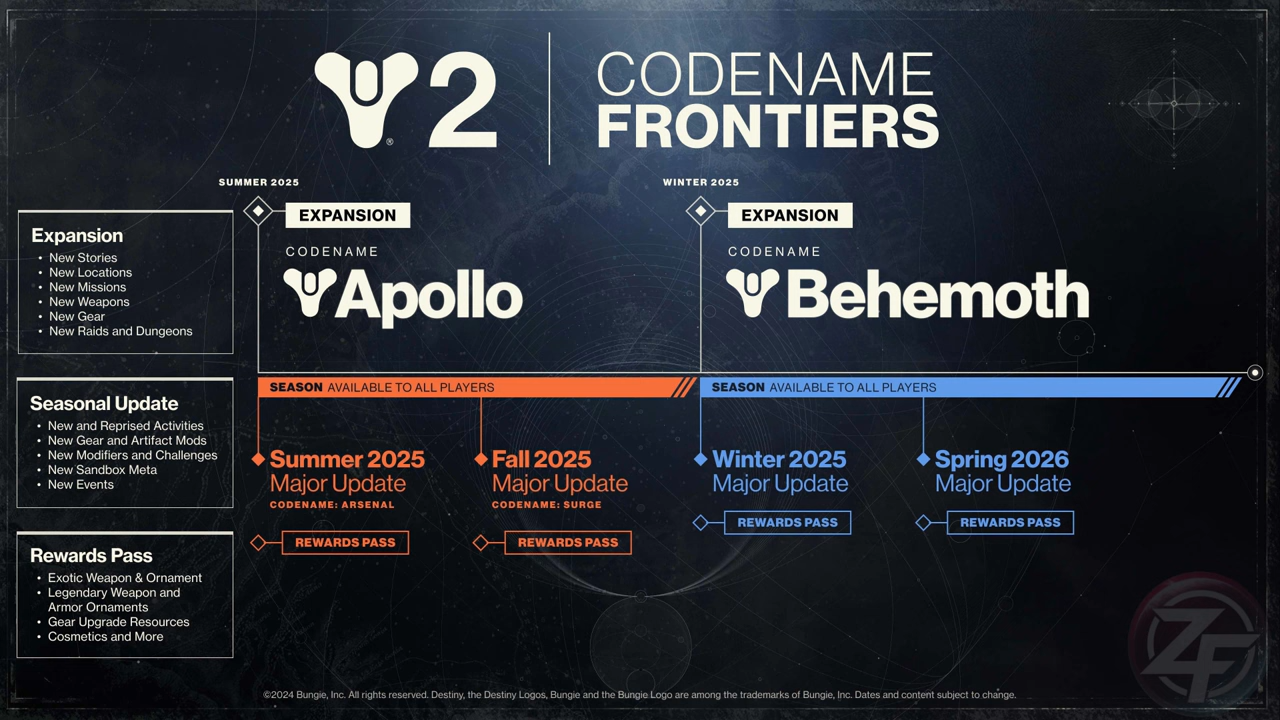 2
CODENAME
FRONTIERS
®
SUMMER 2025
WINTER 2025
EXPANSION
CODENAME
Apollo
EXPANSION
CODENAME
Behemoth
Expansion
• New Stories
• New Locations
• New Missions
• New Weapons
• New Gear
• New Raids and Dungeons
SEASON AVAILABLE TO ALL PLAYERS
SEASON AVAILABLE TO ALL PLAYERS
Seasonal Update
• New and Reprised Activities
• New Gear and Artifact Mods
• New Modifiers and Challenges
• New Sandbox Meta
• New Events
Summer 2025
Major Update
CODENAME: ARSENAL
REWARDS PASS
Fall 2025
Major Update
CODENAME: SURGE
REWARDS PASS
Winter 2025
Major Update
REWARDS PASS
Spring 2026
Major Update
REWARDS PASS
Rewards Pass
• Exotic Weapon & Ornament
• Legendary Weapon and
Armor Ornaments
• Gear Upgrade Resources
• Cosmetics and More
ZF
©2024 Bungie, Inc. All rights reserved. Destiny, the Destiny Logos, Bungie and the Bungie Logo are among the trademarks of Bungie, Inc. Dates and content subject to change.